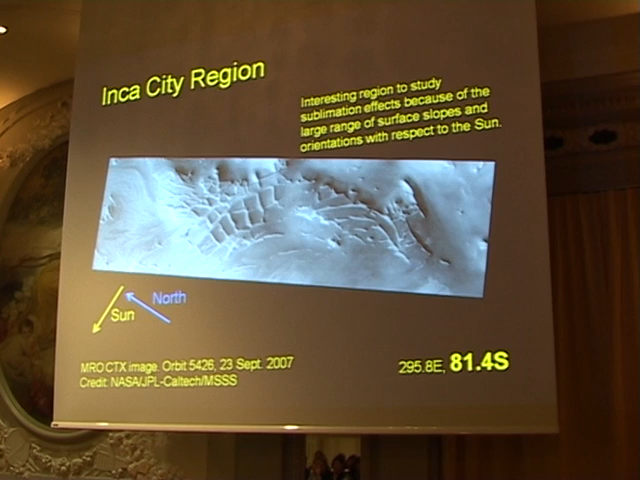 Inca City Region
Interesting region to study
sublimation effects because of the
large range of surface slopes and
orientations with respect to the Sun.
North
Sun
MRO CTX image. Orbit 5426, 23 Sept. 2007
Credit: NASA/JPL-Caltech/MSSS
295.8E, 81.4S